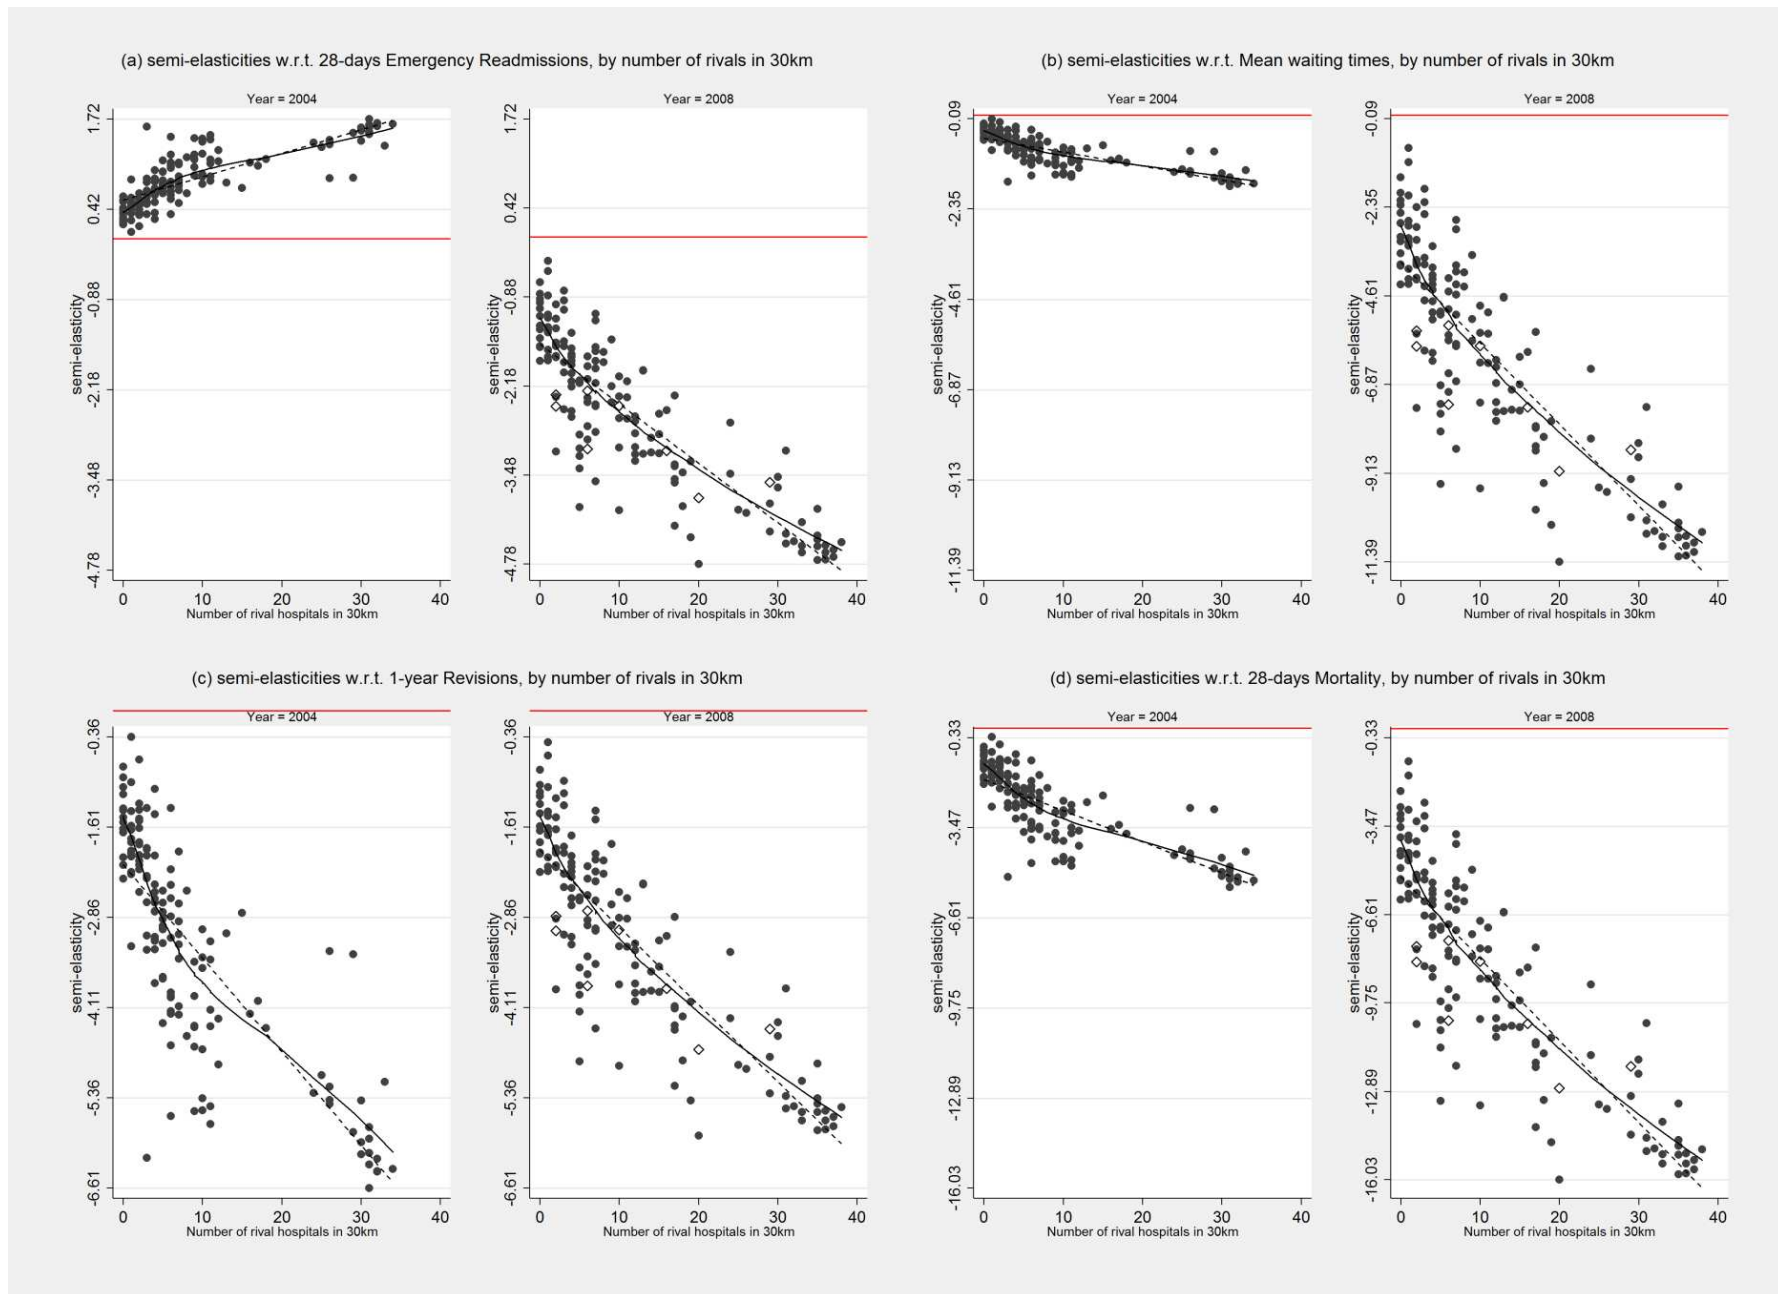 (a) semi-elasticities w.r.t. 28-days Emergency Readmissions, by number of rivals in 30km
Year = 2004
Year = 2008
semi-elasticity
1.72
0.42
-0.88
-2.18
-3.48
-4.78
0 10 20 30 40
Number of rival hospitals in 30km
semi-elasticity
1.72
0.42
-0.88
-2.18
-3.48
-4.78
0 10 20 30 40
Number of rival hospitals in 30km
(b) semi-elasticities w.r.t. Mean waiting times, by number of rivals in 30km
Year = 2004
Year = 2008
semi-elasticity
-0.09
-2.35
-4.61
-6.87
-9.13
-11.39
0 10 20 30 40
Number of rival hospitals in 30km
semi-elasticity
-0.09
-2.35
-4.61
-6.87
-9.13
-11.39
0 10 20 30 40
Number of rival hospitals in 30km
(c) semi-elasticities w.r.t. 1-year Revisions, by number of rivals in 30km
Year = 2004
Year = 2008
semi-elasticity
-0.36
-1.61
-2.86
-4.11
-5.36
-6.61
0 10 20 30 40
Number of rival hospitals in 30km
semi-elasticity
-0.36
-1.61
-2.86
-4.11
-5.36
-6.61
0 10 20 30 40
Number of rival hospitals in 30km
(d) semi-elasticities w.r.t. 28-days Mortality, by number of rivals in 30km
Year = 2004
Year = 2008
semi-elasticity
-0.33
-3.47
-6.61
-9.75
-12.89
-16.03
0 10 20 30 40
Number of rival hospitals in 30km
semi-elasticity
-0.33
-3.47
-6.61
-9.75
-12.89
-16.03
0 10 20 30 40
Number of rival hospitals in 30km